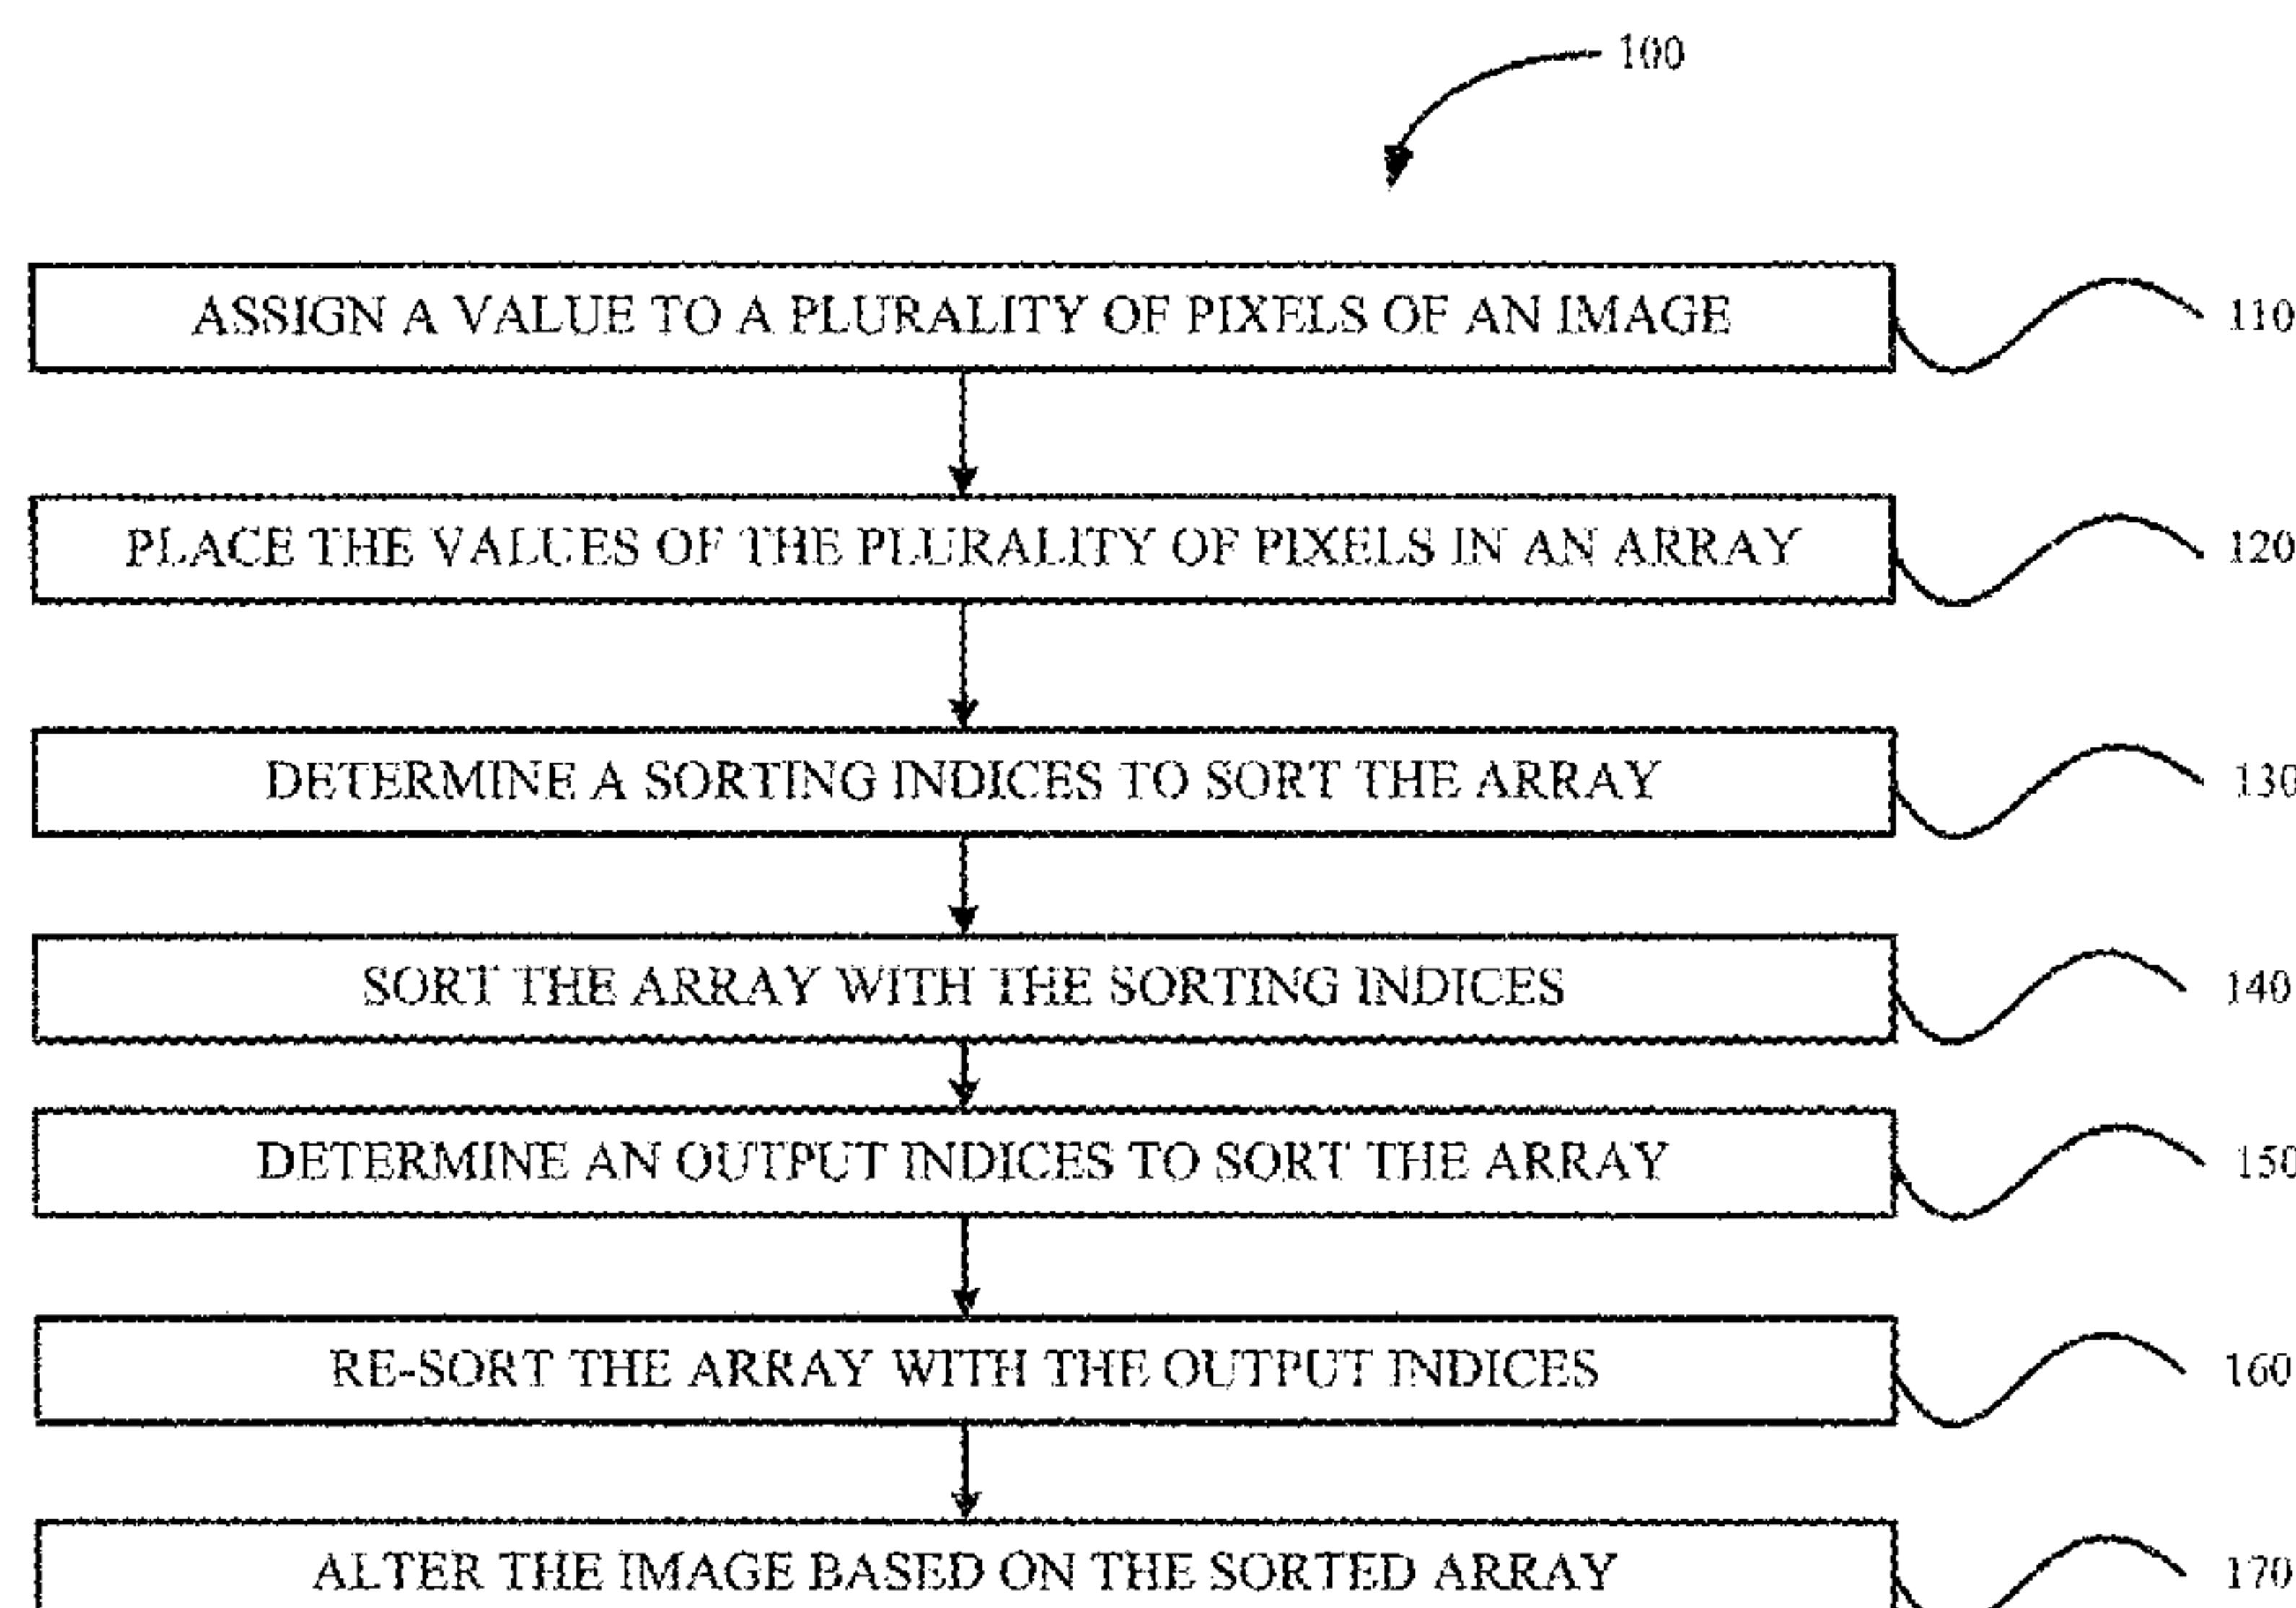 100
ASSIGN A VALUE TO A PLURALITY OF PIXELS OF AN IMAGE
110
PLACE THE VALUES OF THE PLURALITY OF PIXELS IN AN ARRAY
120
DETERMINE A SORTING INDICES TO SORT THE ARRAY
130
SORT THE ARRAY WITH THE SORTING INDICES
140
DETERMINE AN OUTPUT INDICES TO SORT THE ARRAY
150
RE-SORT THE ARRAY WITH THE OUTPUT INDICES
160
ALTER THE IMAGE BASED ON THE SORTED ARRAY
170